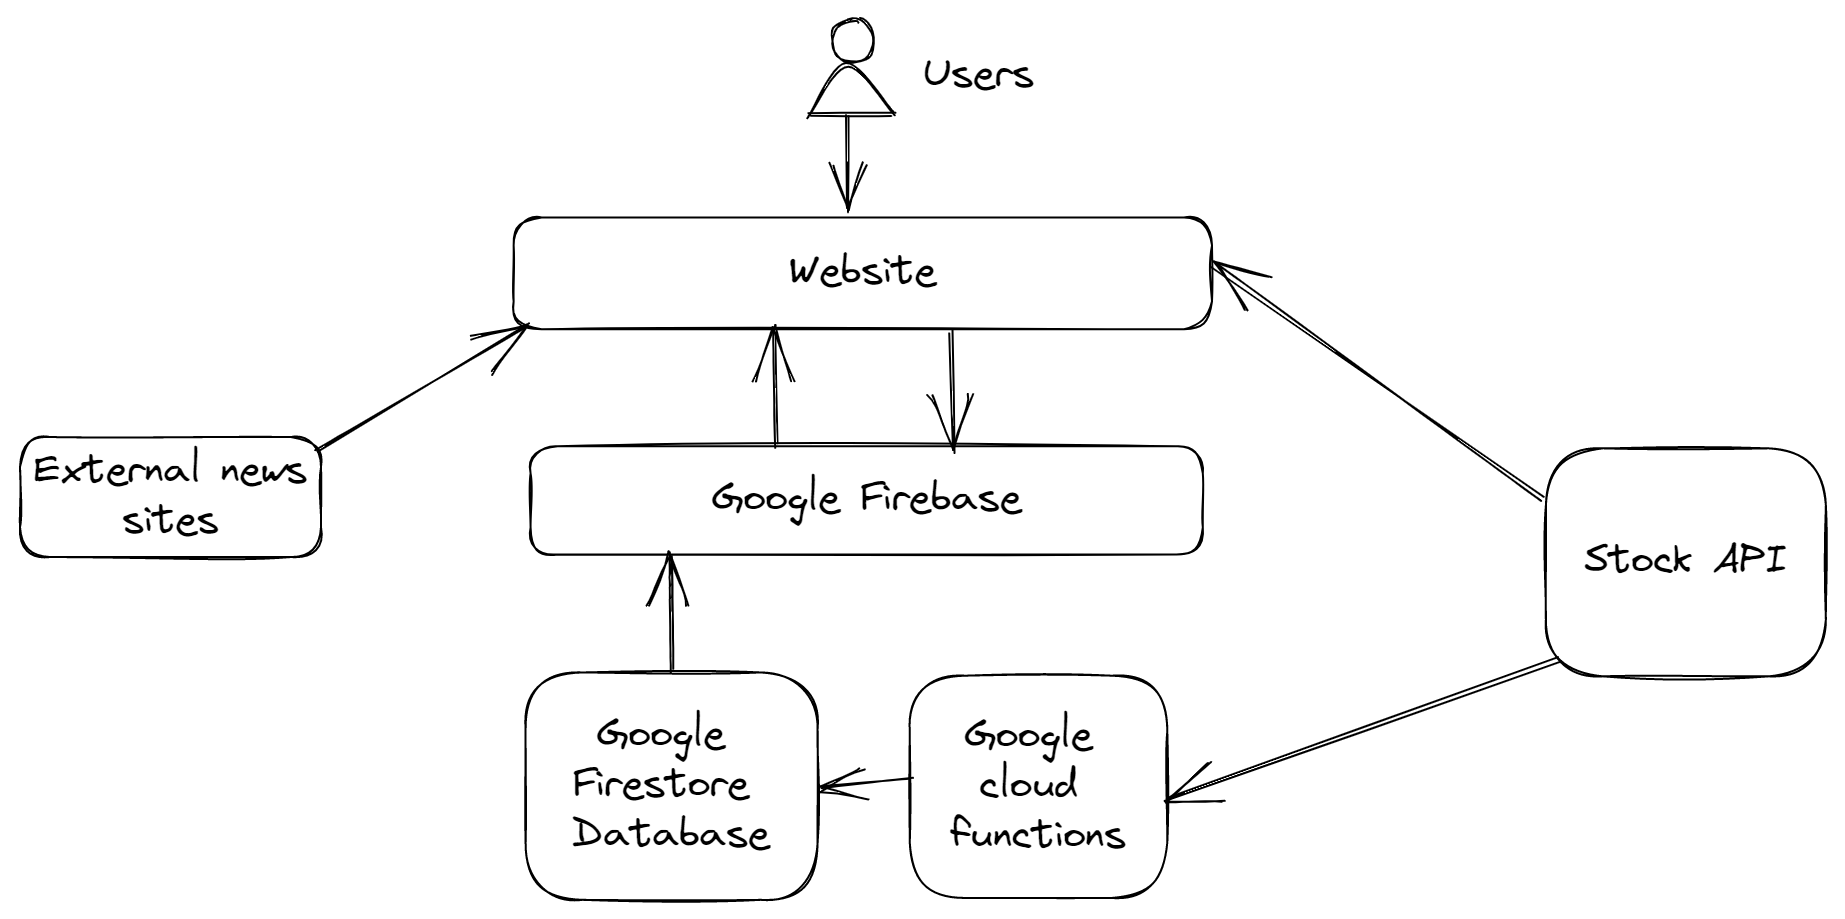 Users
Website
External news
sites
Google Firebase
Stock API
Google
Firestore
Database
Google
cloud
functions